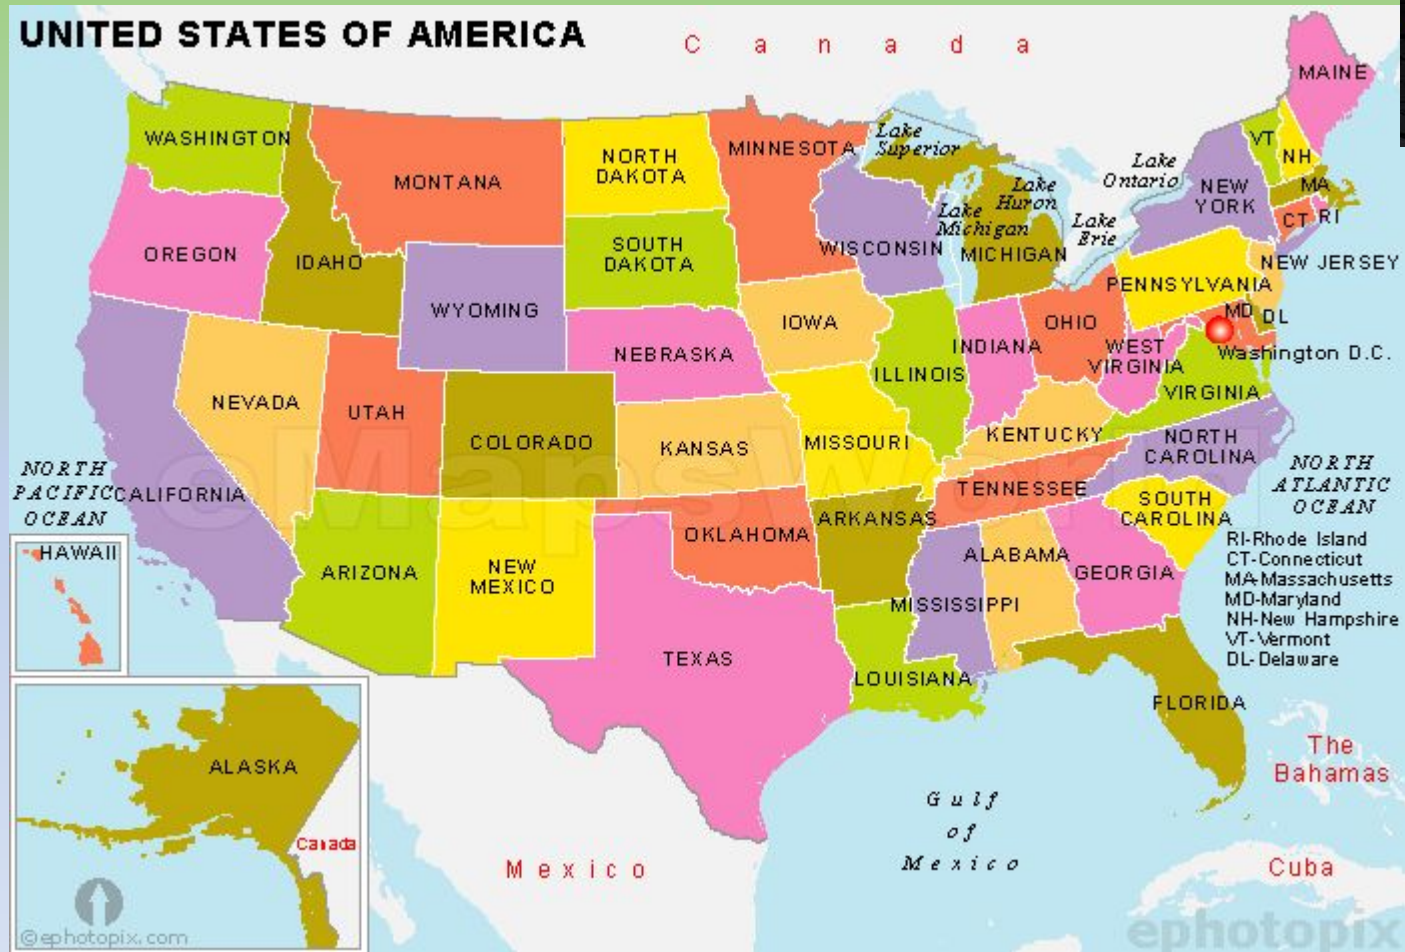 UNITED STATES OF AMERICA
C a n a d a
MAINE
WASHINGTON
MONTANA
NORTH
DAKOTA
MINNESOTA
Lake
Superior
VT
NH
Lake
Ontario
MA
NEW
YORK
Lake
Huron
CT
RI
Lake
Michigan
Lake
Erie
OREGON
IDAHO
SOUTH
DAKOTA
WISCONSIN
MICHIGAN
NEW JERSEY
PENNSYLVANIA
WYOMING
IOWA
OHIO
MD
DL
NEBRASKA
INDIANA
WEST
VIRGINIA
Washington D.C.
ILLINOIS
VIRGINIA
NEVADA
UTAH
COLORADO
KANSAS
MISSOURI
KENTUCKY
NORTH
CAROLINA
NORTH
PACIFIC
OCEAN
CALIFORNIA
eMapsWorld
TENNESSEE
SOUTH
CAROLINA
NORTH
ATLANTIC
OCEAN
OKLAHOMA
ARKANSAS
HAWAII
ARIZONA
NEW
MEXICO
ALABAMA
GEORGIA
MISSISSIPPI
RI-Rhode Island
CT-Connecticut
MA-Massachusetts
MD-Maryland
NH-New Hampshire
VT-Vermont
DL-Delaware
TEXAS
LOUISIANA
FLORIDA
ALASKA
Canada
The
Bahamas
Gulf
of
Mexico
Mexico
Cuba
©ephotopix.com
ephotopix